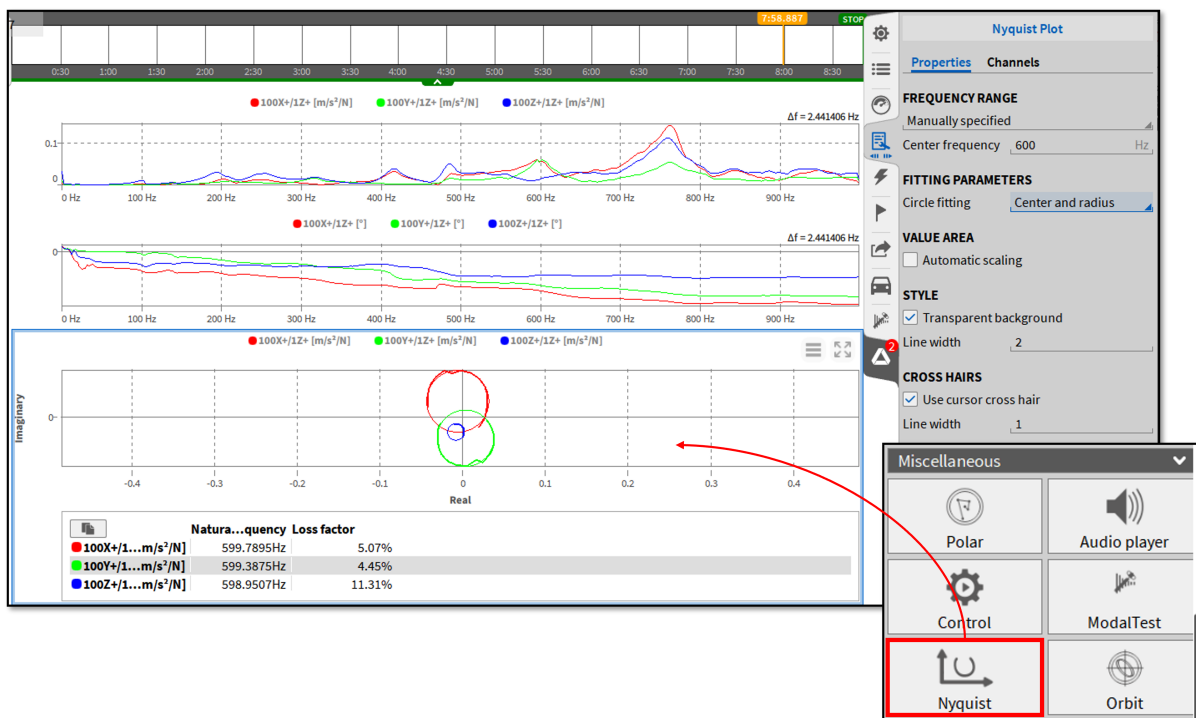 7
7:58.887
STOP
0:30 1:00 1:30 2:00 2:30 3:00 3:30 4:00 4:30 5:00 5:30 6:00 6:30 7:00 7:30 8:00 8:30
100X+/1Z+ [m/s²/N] 100Y+/1Z+ [m/s²/N] 100Z+/1Z+ [m/s²/N]
Δf = 2.441406 Hz
0.1
0
0 Hz 100 Hz 200 Hz 300 Hz 400 Hz 500 Hz 600 Hz 700 Hz 800 Hz 900 Hz
100X+/1Z+ [°] 100Y+/1Z+ [°] 100Z+/1Z+ [°]
Δf = 2.441406 Hz
0
0 Hz 100 Hz 200 Hz 300 Hz 400 Hz 500 Hz 600 Hz 700 Hz 800 Hz 900 Hz
100X+/1Z+ [m/s²/N] 100Y+/1Z+ [m/s²/N] 100Z+/1Z+ [m/s²/N]
Imaginary
0
-0.4 -0.3 -0.2 -0.1 0 0.1 0.2 0.3 0.4
Real
Natura...quency Loss factor
100X+/1...m/s²/N] 599.7895Hz 5.07%
100Y+/1...m/s²/N] 599.3875Hz 4.45%
100Z+/1...m/s²/N] 598.9507Hz 11.31%
2
Nyquist Plot
Properties Channels
FREQUENCY RANGE
Manually specified
Center frequency 600 Hz
FITTING PARAMETERS
Circle fitting Center and radius
VALUE AREA
Automatic scaling
STYLE
Transparent background
Line width 2
CROSS HAIRS
Use cursor cross hair
Line width 1
Miscellaneous
Polar Audio player
Control ModalTest
Nyquist Orbit